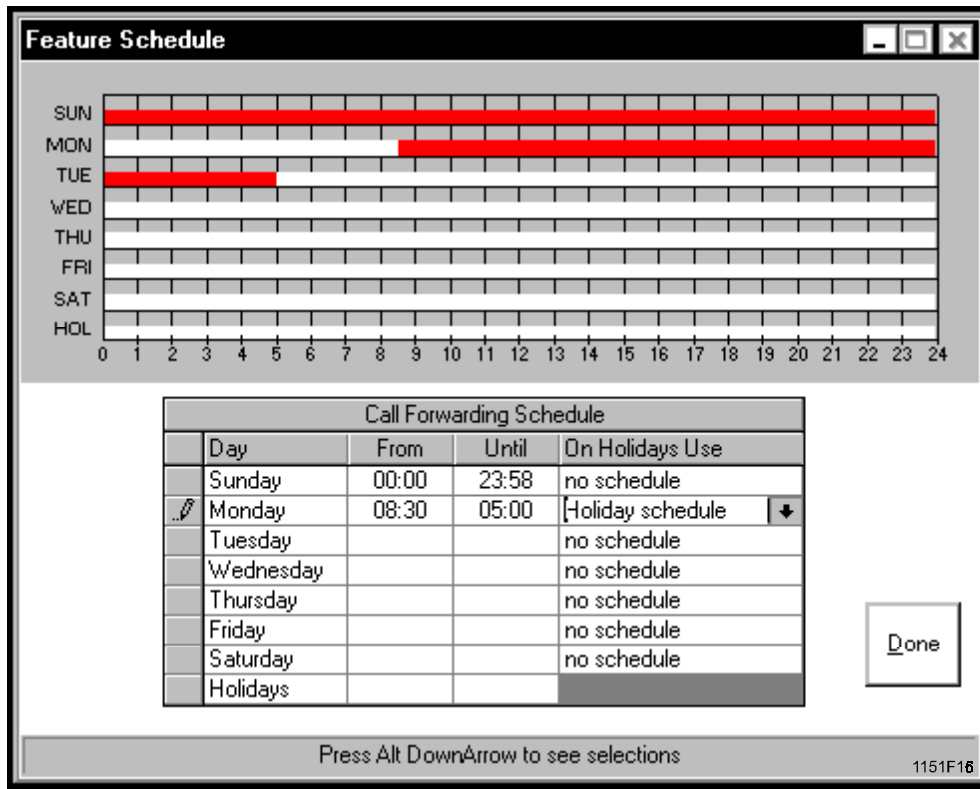 Feature Schedule
SUN
MON
TUE
WED
THU
FRI
SAT
HOL
0 1 2 3 4 5 6 7 8 9 10 11 12 13 14 15 16 17 18 19 20 21 22 23 24
Call Forwarding Schedule
Day From Until On Holidays Use
Sunday 00:00 23:58 no schedule
Monday 08:30 05:00 Holiday schedule
Tuesday no schedule
Wednesday no schedule
Thursday no schedule
Friday no schedule
Saturday no schedule
Holidays
Done
Press Alt DownArrow to see selections